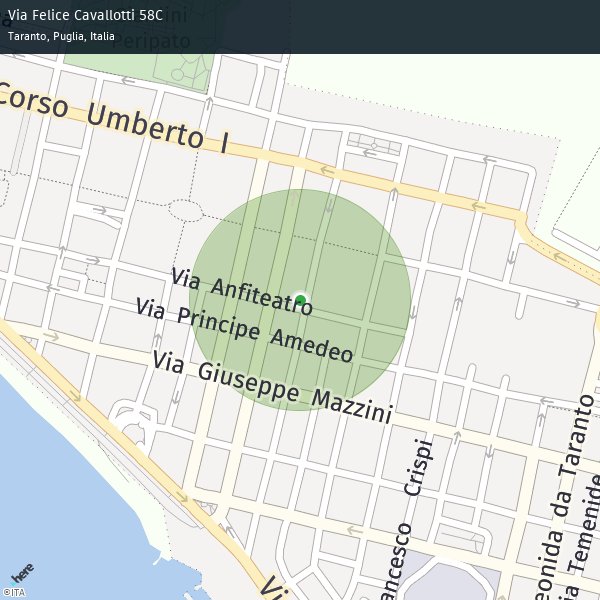 Via Felice Cavallotti 58C
Taranto, Puglia, Italia
Peripato
Corso Umberto I
Via Anfiteatro
Via Principe Amedeo
Via Giuseppe Mazzini
Crispi
Leonida da Taranto
Temenide
here
©ITA